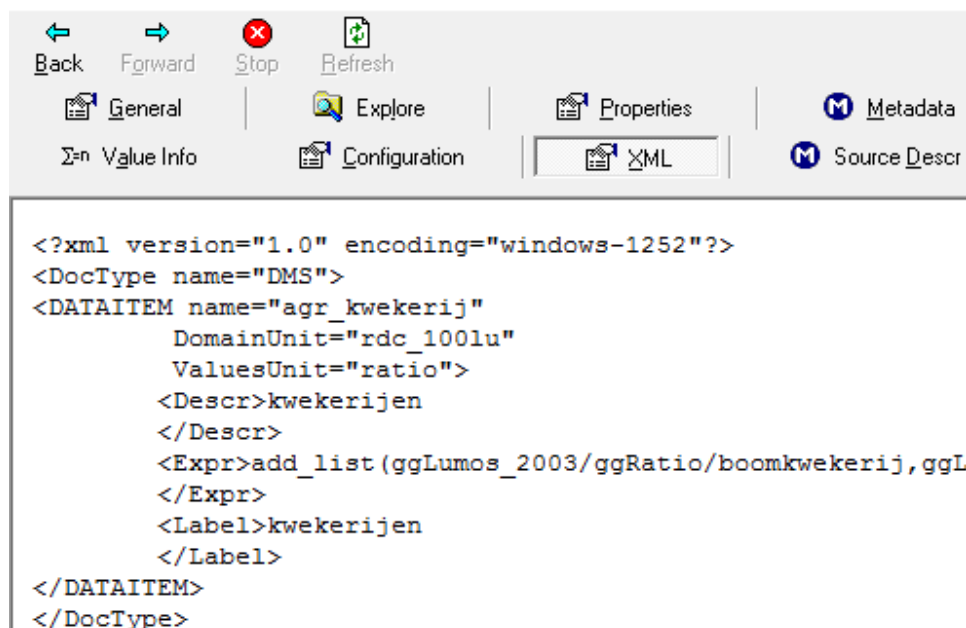 Back Forward Stop Refresh
General Explore Properties Metadata
Σ=n Value Info Configuration XML Source Descr
<?xml version="1.0" encoding="windows-1252"?>
<DocType name="DMS">
<DATAITEM name="agr_kwekerij"
DomainUnit="rdc_100lu"
ValuesUnit="ratio">
<Descr>kwekerijen
</Descr>
<Expr>add_list(ggLumos_2003/ggRatio/boomkwekerij,ggL
</Expr>
<Label>kwekerijen
</Label>
</DATAITEM>
</DocType>